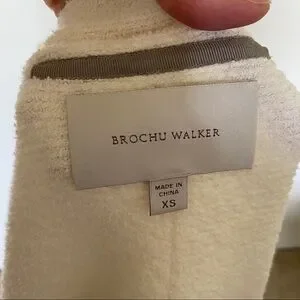 BROCHU WALKER
MADE IN
CHINA
XS